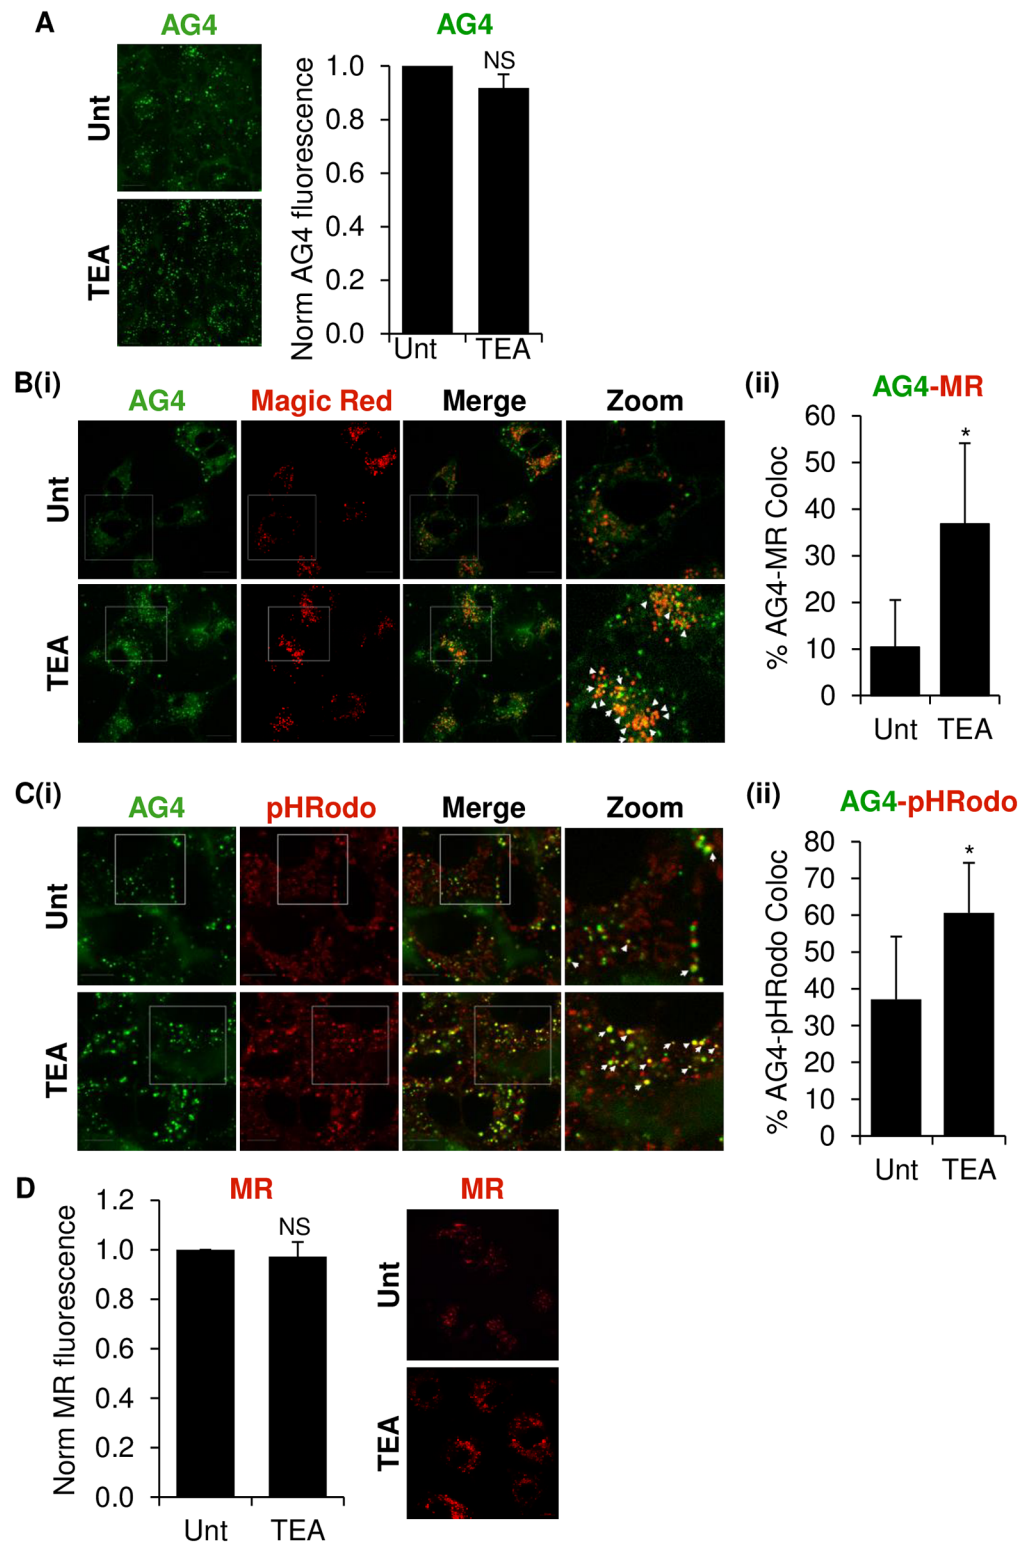 A
AG4
AG4
Unt
TEA
Norm AG4 fluorescence
1.0
0.8
0.6
0.4
0.2
0.0
NS
Unt
TEA
B(i)
AG4
Magic Red
Merge
Zoom
Unt
TEA
(ii)
AG4-MR
% AG4-MR Coloc
60
50
40
30
20
10
0
*
Unt
TEA
C(i)
AG4
pHRodo
Merge
Zoom
Unt
TEA
(ii)
AG4-pHRodo
% AG4-pHRodo Coloc
80
70
60
50
40
30
20
10
0
*
Unt
TEA
D
MR
Norm MR fluorescence
1.2
1.0
0.8
0.6
0.4
0.2
0.0
NS
Unt
TEA
MR
Unt
TEA